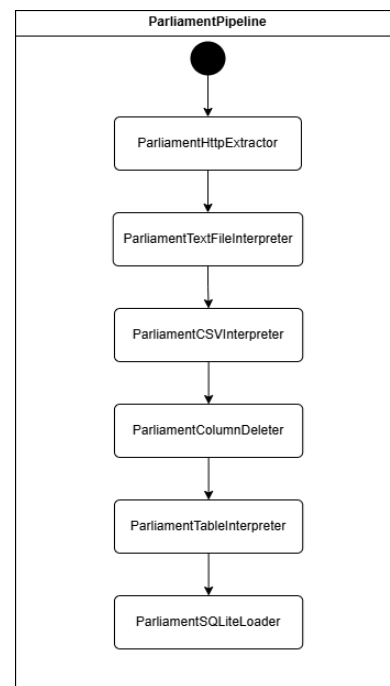 ParliamentPipeline
ParliamentHttpExtractor
ParliamentTextFileInterpreter
ParliamentCSVInterpreter
ParliamentColumnDeleter
ParliamentTableInterpreter
ParliamentSQLiteLoader